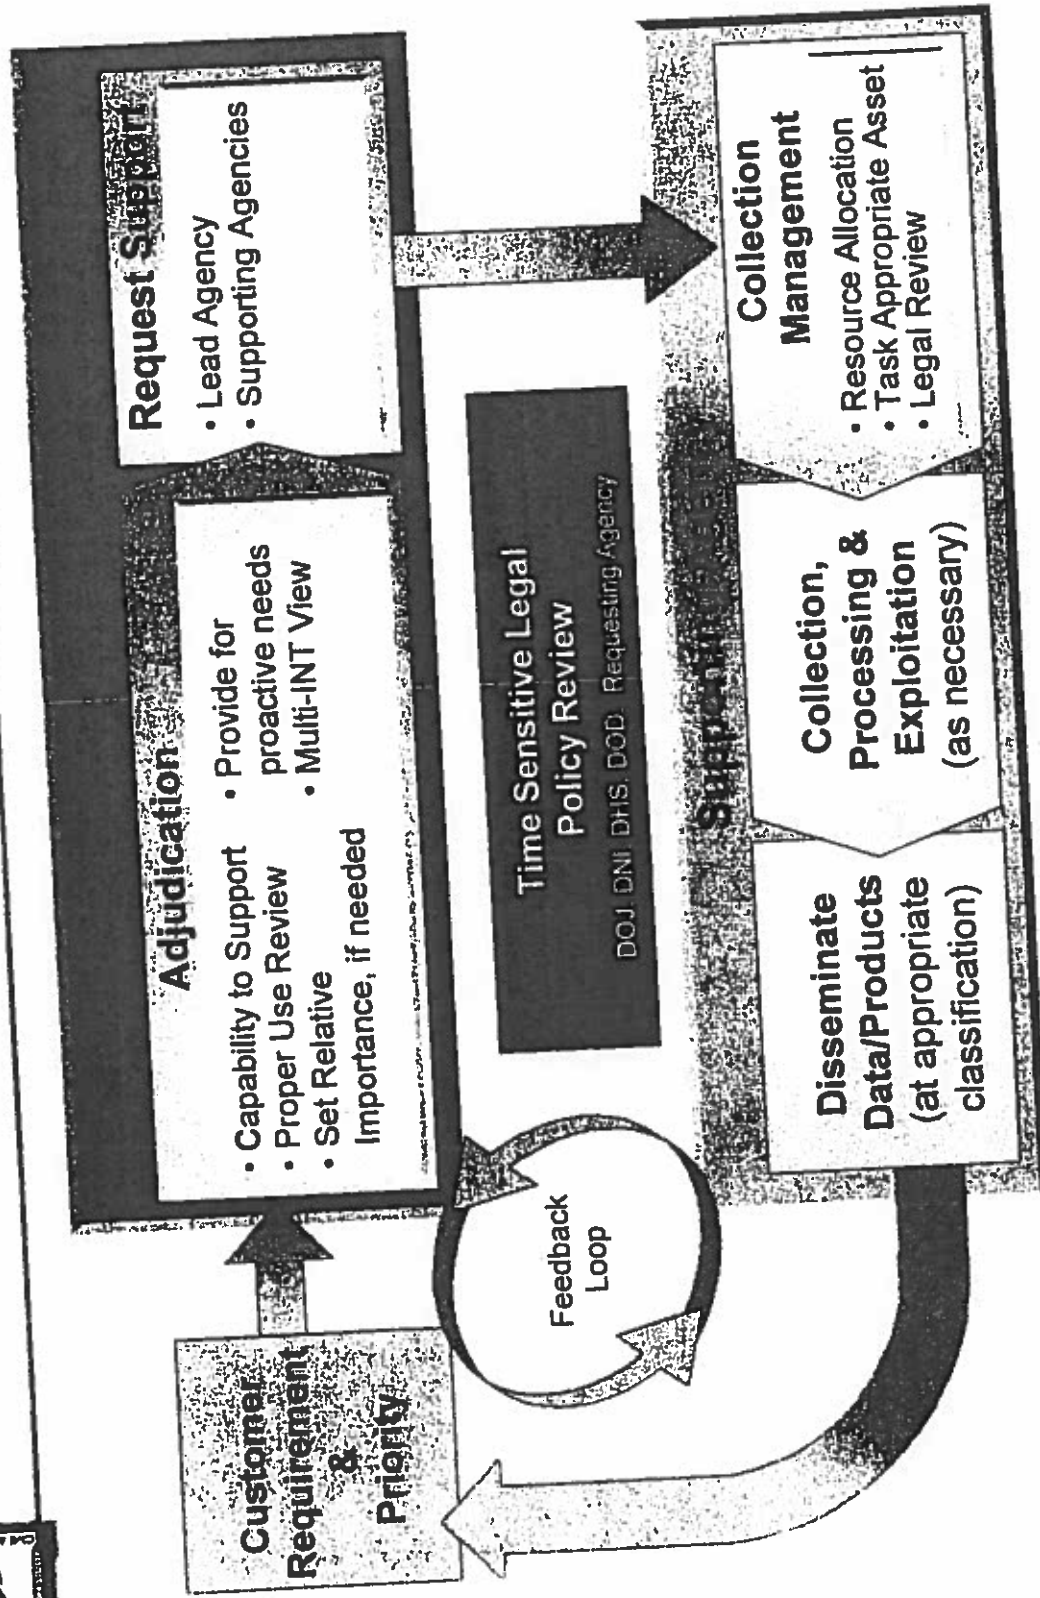 Customer
Requirement
&
Priority
Adjudication
• Capability to Support
• Proper Use Review
• Set Relative
Importance, if needed
• Provide for
proactive needs
• Multi-INT View
Request Support
• Lead Agency
• Supporting Agencies
Time Sensitive Legal
Policy Review
DOJ, DNI DHS, DOD, Requesting Agency
Feedback
Loop
Collection
Management
• Resource Allocation
• Task Appropriate Asset
• Legal Review
Collection,
Processing &
Exploitation
(as necessary)
Disseminate
Data/Products
(at appropriate
classification)